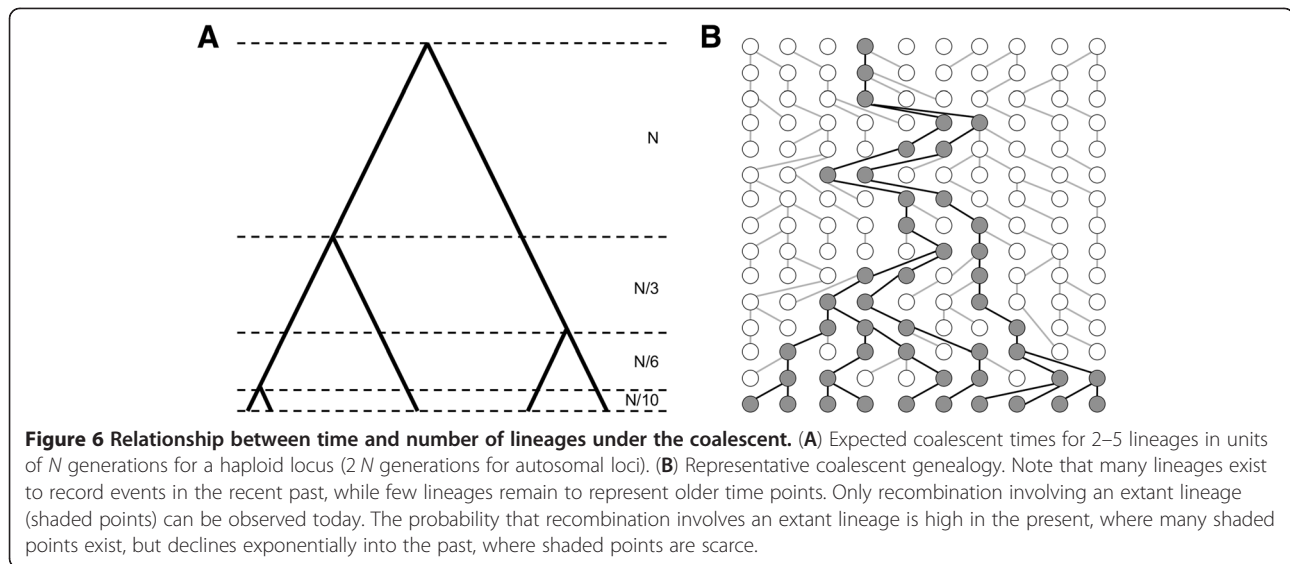 A
B
N
N/3
N/6
N/10
Figure 6 Relationship between time and number of lineages under the coalescent. (A) Expected coalescent times for 2–5 lineages in units
of N generations for a haploid locus (2 N generations for autosomal loci). (B) Representative coalescent genealogy. Note that many lineages exist
to record events in the recent past, while few lineages remain to represent older time points. Only recombination involving an extant lineage
(shaded points) can be observed today. The probability that recombination involves an extant lineage is high in the present, where many shaded
points exist, but declines exponentially into the past, where shaded points are scarce.